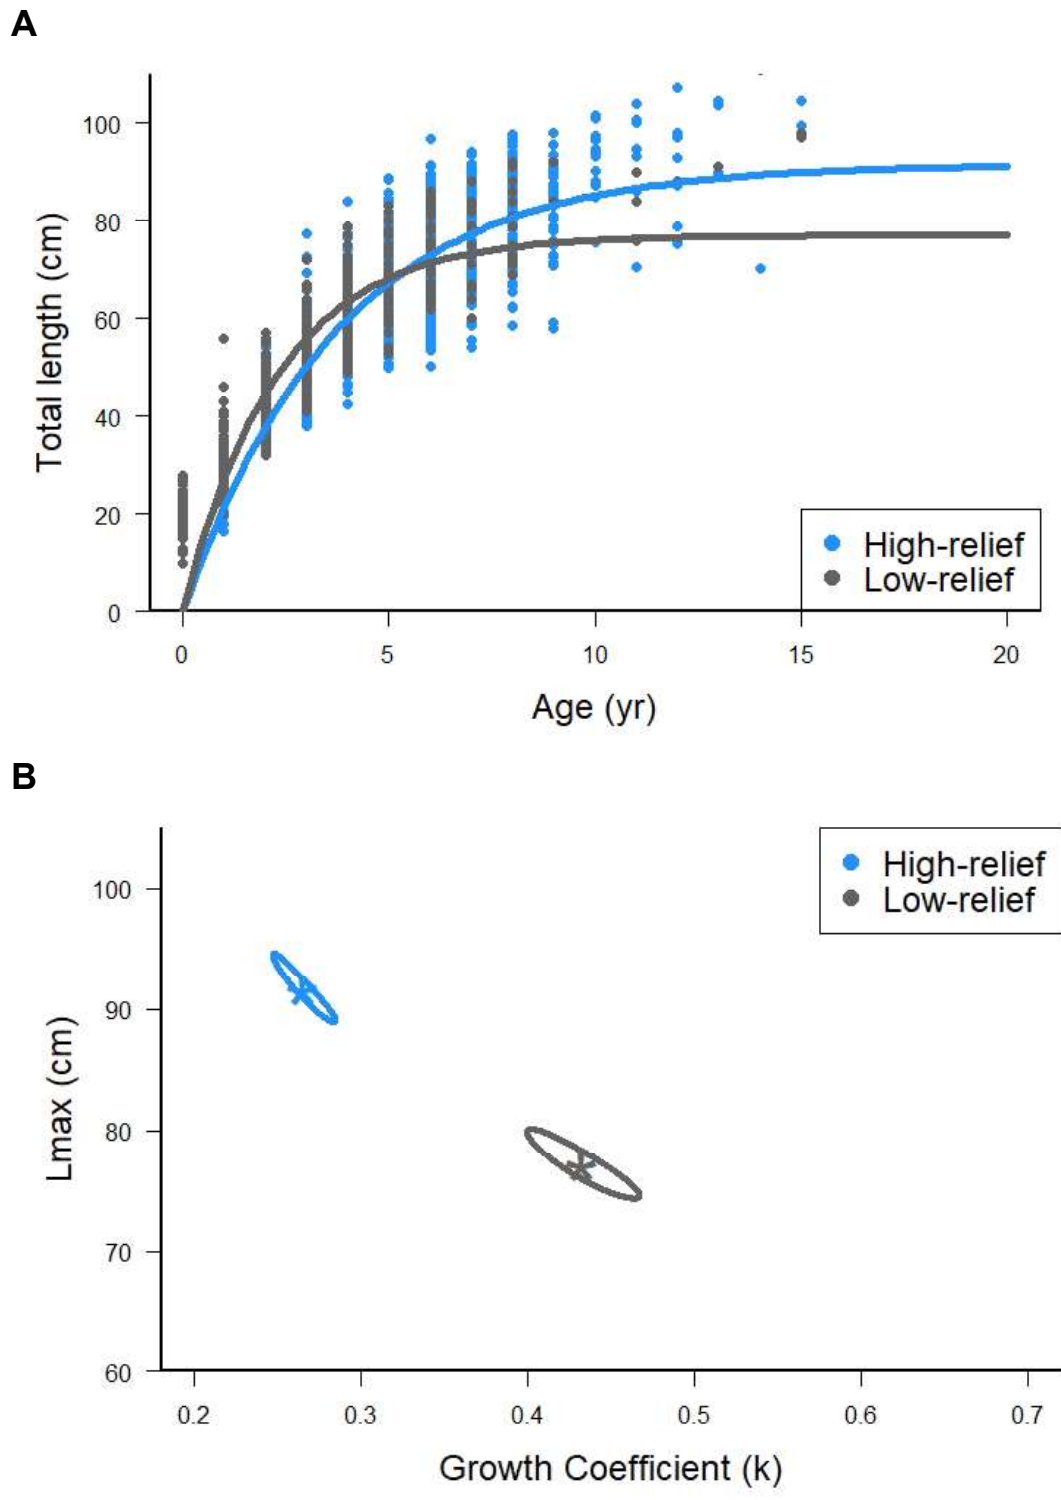 A
Total length (cm)
100
80
60
40
20
0
High-relief
Low-relief
0 5 10 15 20
Age (yr)
B
Lmax (cm)
100
90
80
70
60
High-relief
Low-relief
0.2 0.3 0.4 0.5 0.6 0.7
Growth Coefficient (k)